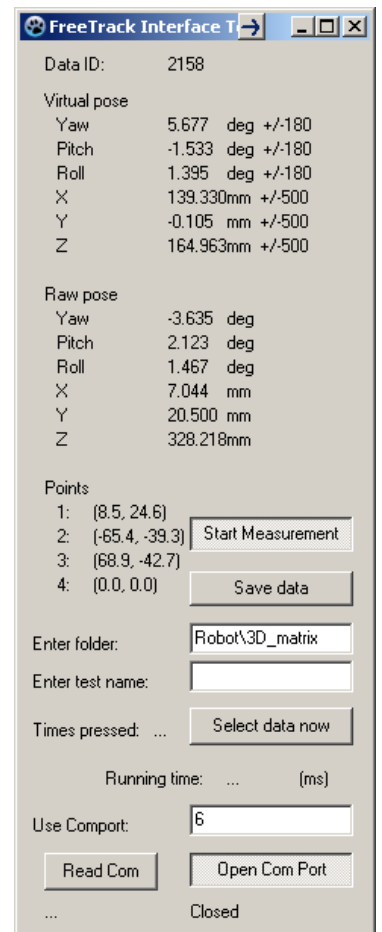 FreeTrack Interface T
Data ID: 2158
Virtual pose
Yaw 5.677 deg +/-180
Pitch -1.533 deg +/-180
Roll 1.395 deg +/-180
X 139.330mm +/-500
Y -0.105 mm +/-500
Z 164.963mm +/-500
Raw pose
Yaw -3.635 deg
Pitch 2.123 deg
Roll 1.467 deg
X 7.044 mm
Y 20.500 mm
Z 328.218mm
Points
1: (8.5, 24.6)
2: (-65.4, -39.3) Start Measurement
3: (68.9, -42.7)
4: (0.0, 0.0) Save data
Enter folder: Robot\3D_matrix
Enter test name:
Times pressed: ... Select data now
Running time: ... (ms)
Use Comport: 6
Read Com Open Com Port
... Closed